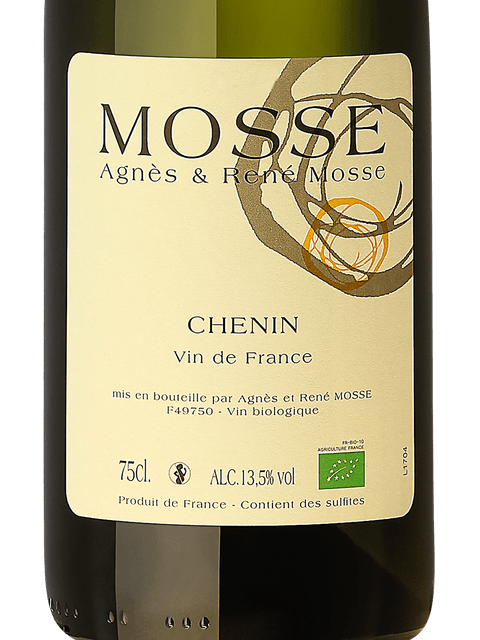 MOSSE
Agnès & René Mosse
CHENIN
Vin de France
mis en bouteille par Agnès et René MOSSE
F49750 - Vin biologique
FR-BIO-10
AGRICULTURE FRANCE
75cl. ALC.13,5% vol
L1704
Produit de France - Contient des sulfites